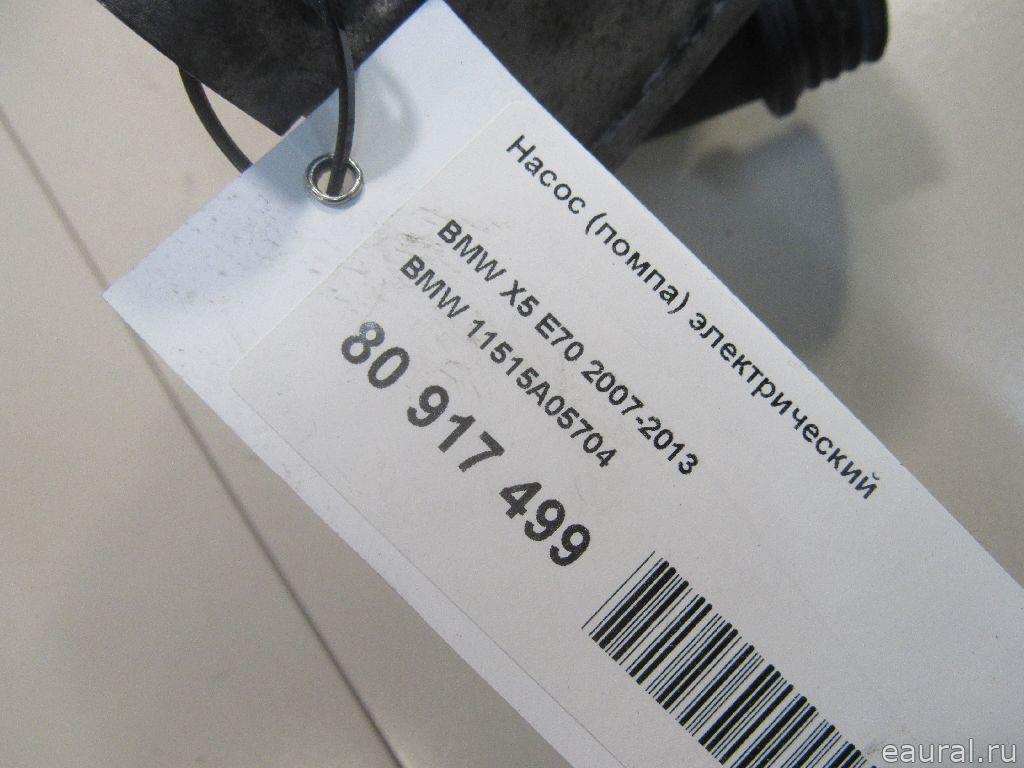 Насос (помпа) электрический
BMW X5 E70 2007-2013
BMW 11515A05704
80 917 499
eaural.ru